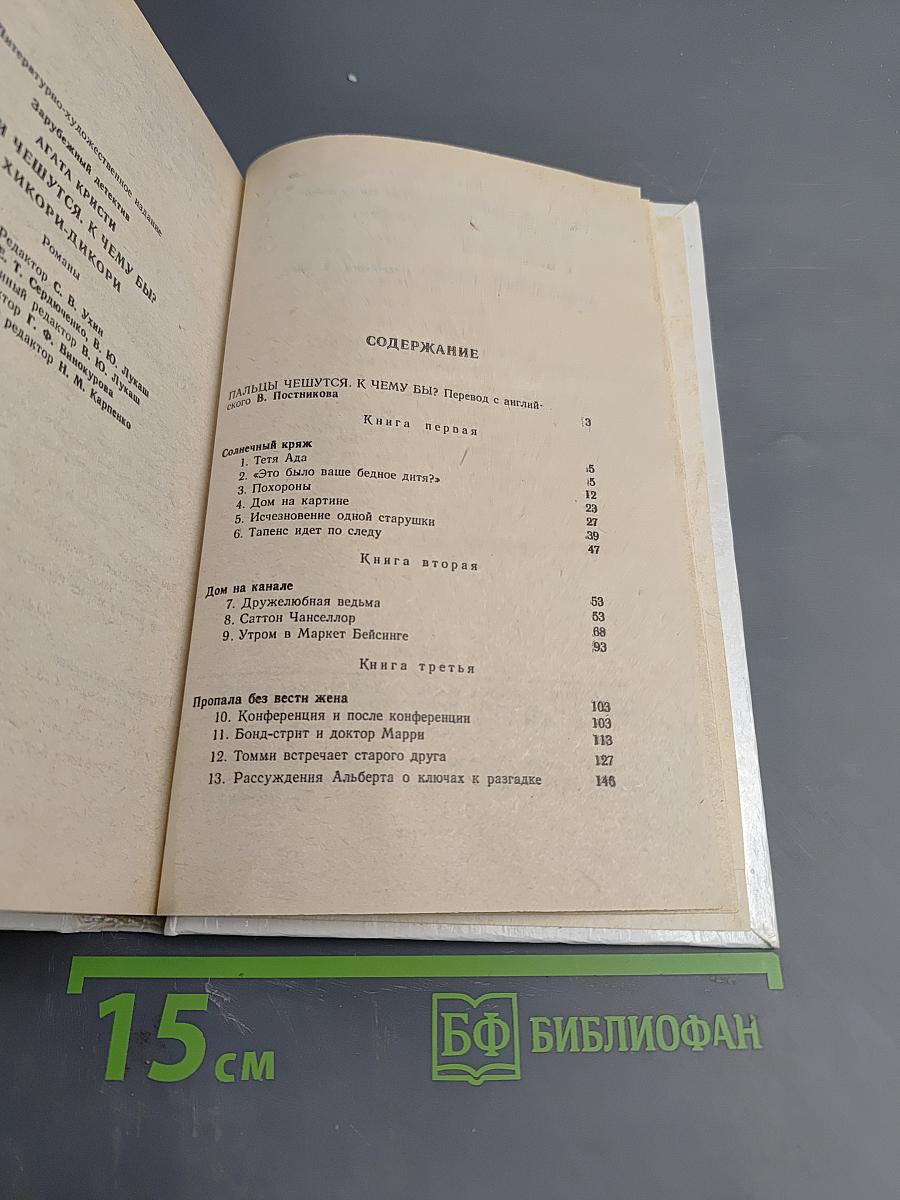 Литературно-художественное издание
Зарубежный детектив
АГАТА КРИСТИ
И ЧЕШУТСЯ. К ЧЕМУ БЫ?
ХИКОРИ-ДИКОРИ
Романы
Редактор С. В. Ухин
Е. Т. Сердюченко, В. Ю. Лукаш
редактор В. Ю. Лукаш
Г. Ф. Винокурова
редактор Н. М. Карпенко
СОДЕРЖАНИЕ
ПАЛЬЦЫ ЧЕШУТСЯ. К ЧЕМУ БЫ? Перевод с англий-
ского В. Постникова 3
Книга первая
Солнечный кряж 5
1. Тетя Ада 5
2. «Это было ваше бедное дитя?» 12
3. Похороны 23
4. Дом на картине 27
5. Исчезновение одной старушки 39
6. Тапенс идет по следу 47
Книга вторая
Дом на канале 53
7. Дружелюбная ведьма 53
8. Саттон Чанселлор 68
9. Утром в Маркет Бейсинге 93
Книга третья
Пропала без вести жена 103
10. Конференция и после конференции 103
11. Бонд-стрит и доктор Марри 113
12. Томми встречает старого друга 127
13. Рассуждения Альберта о ключах к разгадке 146
15 см
БФ БИБЛИОФАН